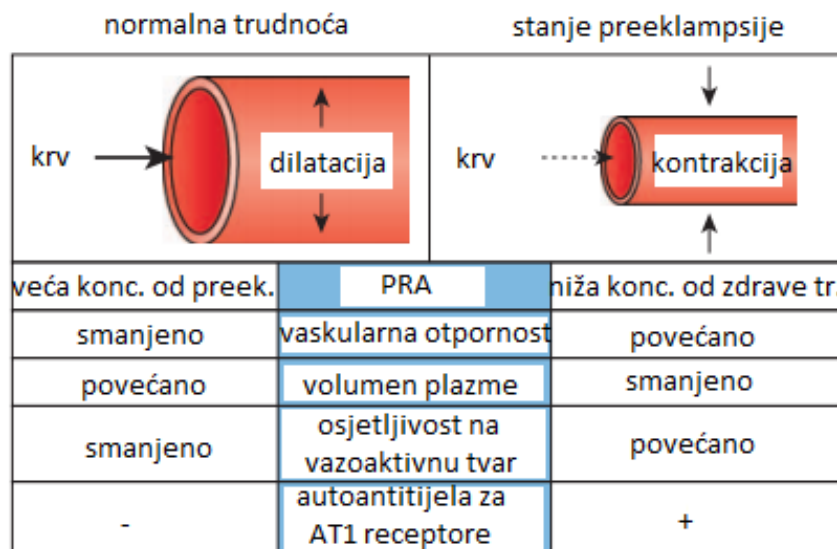 normalna trudnoća
stanje preeklampsije
krv
dilatacija
krv
kontrakcija
veća konc. od preek.
PRA
niža konc. od zdrave tr.
smanjeno
vaskularna otpornost
povećano
povećano
volumen plazme
smanjeno
smanjeno
osjetljivost na
vazoaktivnu tvar
povećano
-
autoantitijela za
AT1 receptore
+